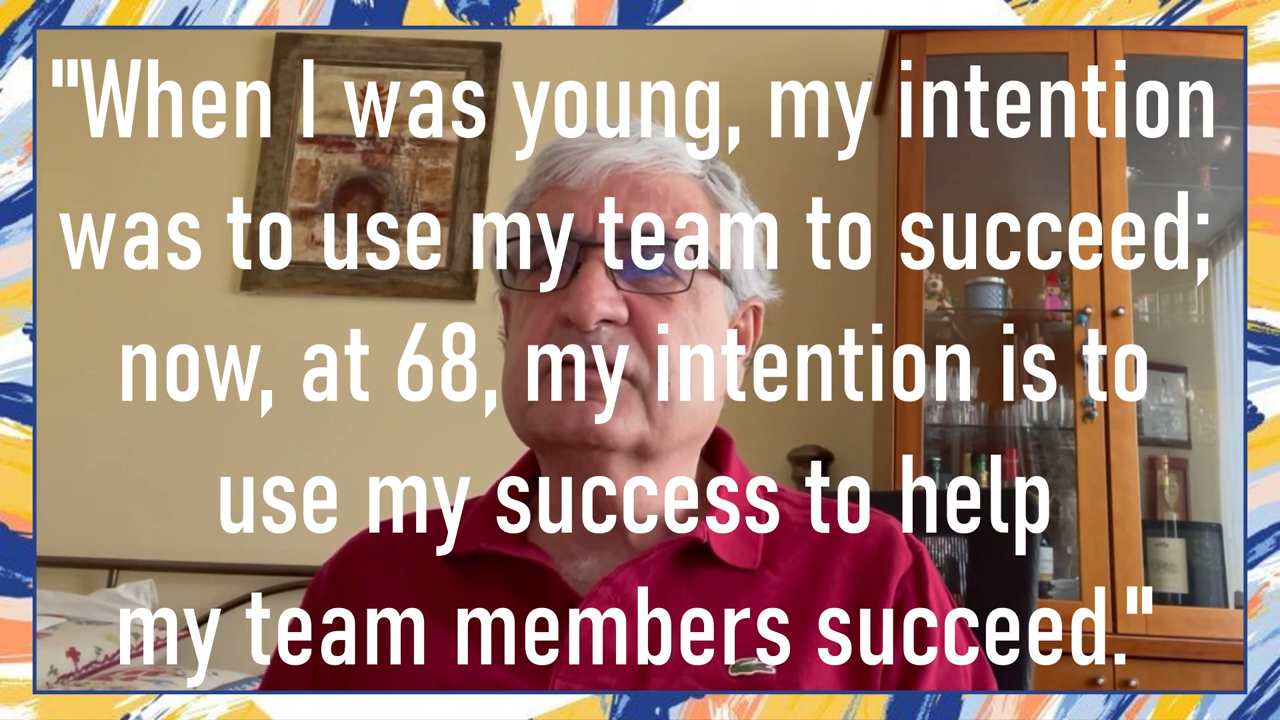 "When I was young, my intention
was to use my team to succeed;
now, at 68, my intention is to
use my success to help
my team members succeed."